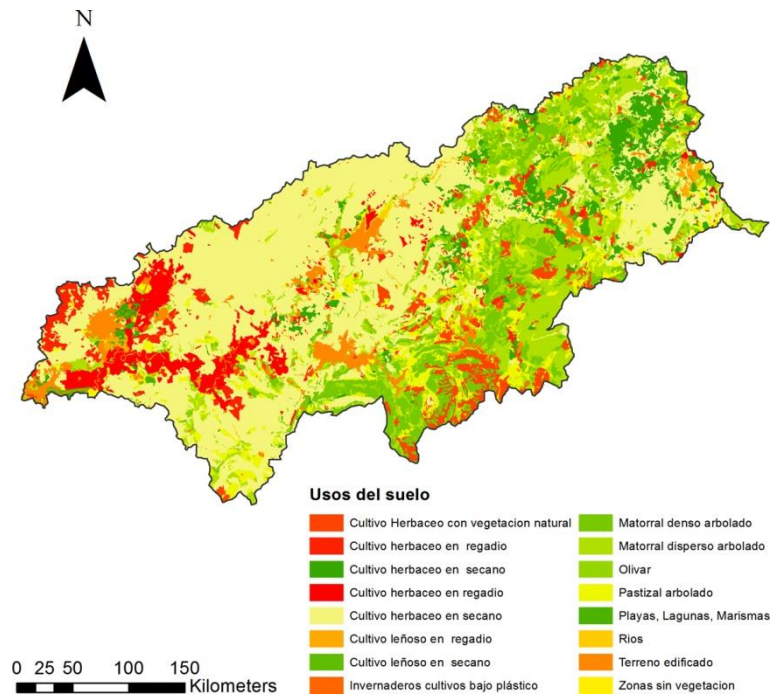 N
Usos del suelo
Cultivo Herbaceo con vegetacion natural
Cultivo herbaceo en regadio
Cultivo herbaceo en secano
Cultivo herbaceo en regadio
Cultivo herbaceo en secano
Cultivo leñoso en regadio
Cultivo leñoso en secano
Invernaderos cultivos bajo plástico
Matorral denso arbolado
Matorral disperso arbolado
Olivar
Pastizal arbolado
Playas, Lagunas, Marismas
Rios
Terreno edificado
Zonas sin vegetacion
0 25 50 100 150
Kilometers